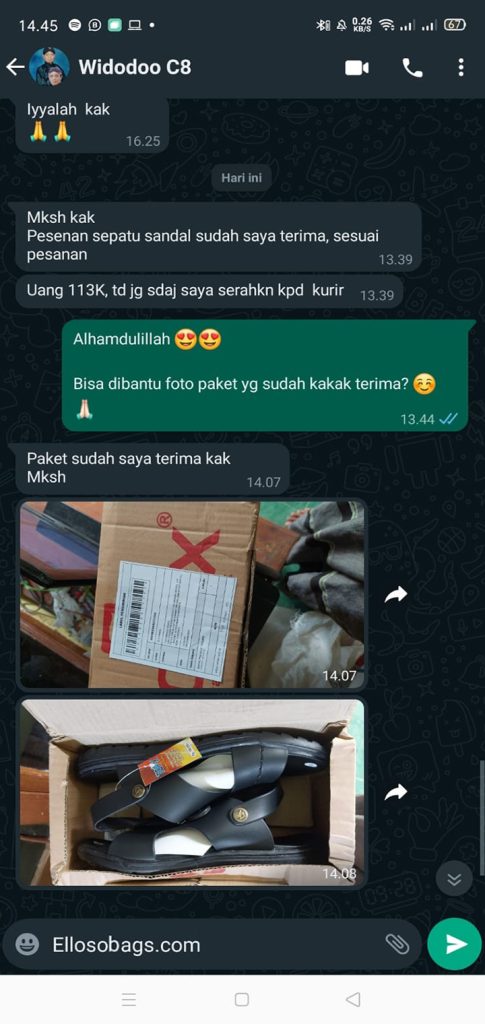 14.45
0.26
KB/S
67
Widodoo C8
Iyyalah kak
🙏🙏
16.25
Hari ini
Mksh kak
Pesenan sepatu sandal sudah saya terima, sesuai
pesanan
13.39
Uang 113K, td jg sdaj saya serahkn kpd kurir
13.39
Alhamdulillah 😍😍
Bisa dibantu foto paket yg sudah kakak terima? ☺️
🙏🏻
13.44
Paket sudah saya terima kak
Mksh
14.07
X®
14.07
14.08
Ellosobags.com